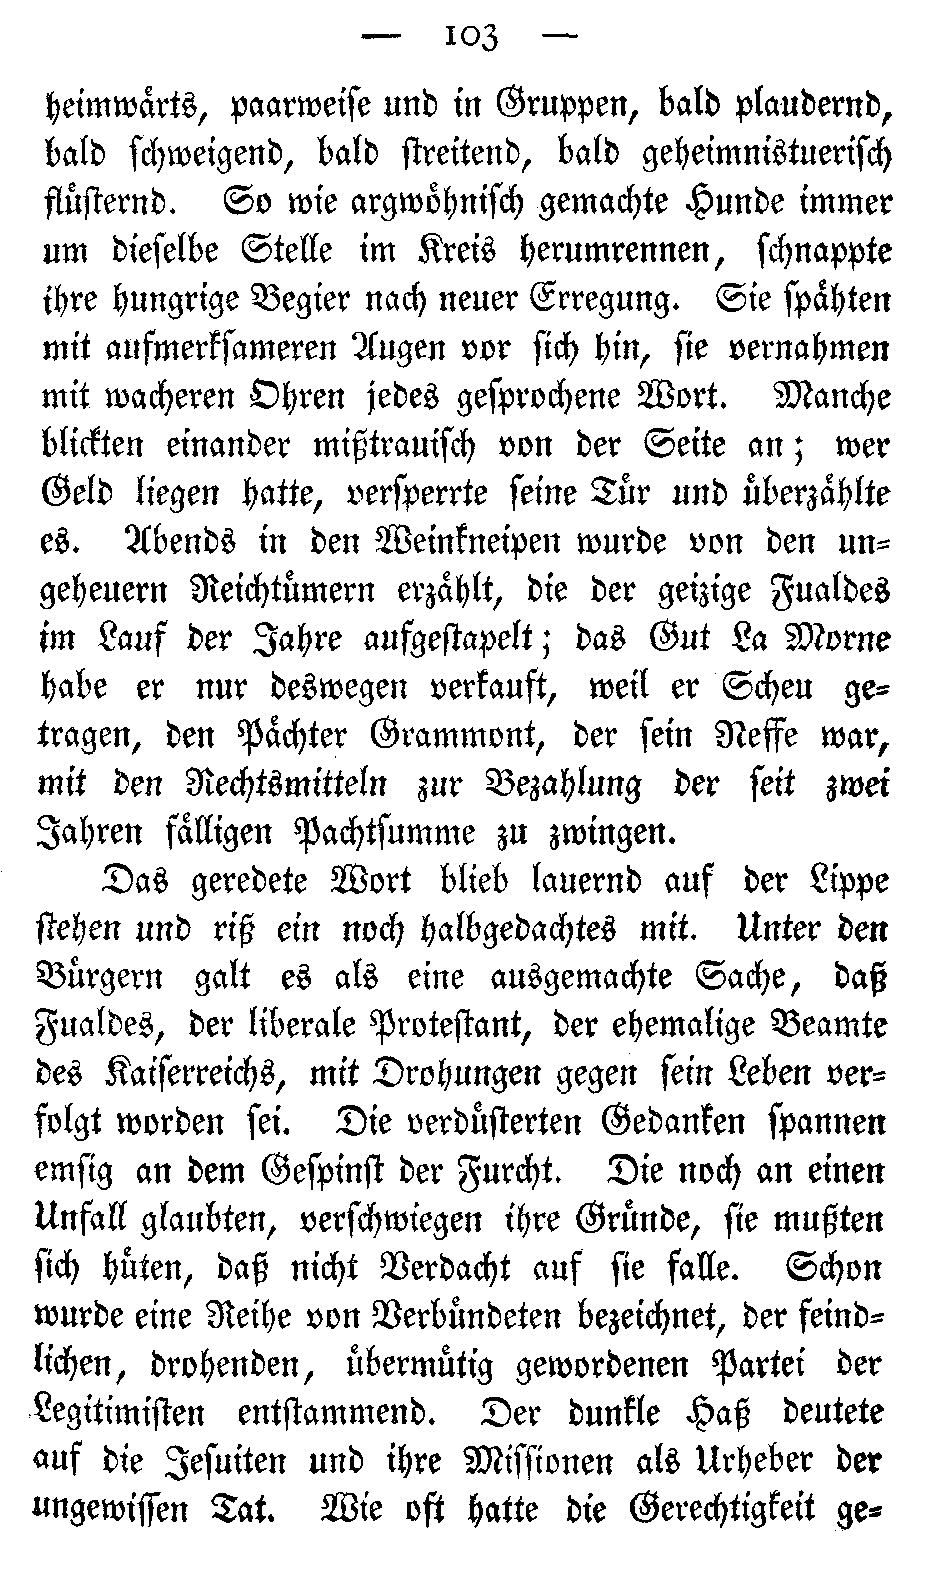 — 103 —
heimwärts, paarweise und in Gruppen, bald plaudernd,
bald schweigend, bald streitend, bald geheimnistuerisch
flüsternd. So wie argwöhnisch gemachte Hunde immer
um dieselbe Stelle im Kreis herumrennen, schnappte
ihre hungrige Begier nach neuer Erregung. Sie spähten
mit aufmerksameren Augen vor sich hin, sie vernahmen
mit wacheren Ohren jedes gesprochene Wort. Manche
blickten einander mißtrauisch von der Seite an; wer
Geld liegen hatte, versperrte seine Tür und überzählte
es. Abends in den Weinkneipen wurde von den un-
geheuern Reichtümern erzählt, die der geizige Fualdes
im Lauf der Jahre aufgestapelt; das Gut La Morne
habe er nur deswegen verkauft, weil er Scheu ge-
tragen, den Pächter Grammont, der sein Neffe war,
mit den Rechtsmitteln zur Bezahlung der seit zwei
Jahren fälligen Pachtsumme zu zwingen.
Das geredete Wort blieb lauernd auf der Lippe
stehen und riß ein noch halbgedachtes mit. Unter den
Bürgern galt es als eine ausgemachte Sache, daß
Fualdes, der liberale Protestant, der ehemalige Beamte
des Kaiserreichs, mit Drohungen gegen sein Leben ver-
folgt worden sei. Die verdüsterten Gedanken spannen
emsig an dem Gespinst der Furcht. Die noch an einen
Unfall glaubten, verschwiegen ihre Gründe, sie mußten
sich hüten, daß nicht Verdacht auf sie falle. Schon
wurde eine Reihe von Verbündeten bezeichnet, der feind-
lichen, drohenden, übermütig gewordenen Partei der
Legitimisten entstammend. Der dunkle Haß deutete
auf die Jesuiten und ihre Missionen als Urheber der
ungewissen Tat. Wie oft hatte die Gerechtigkeit ge-